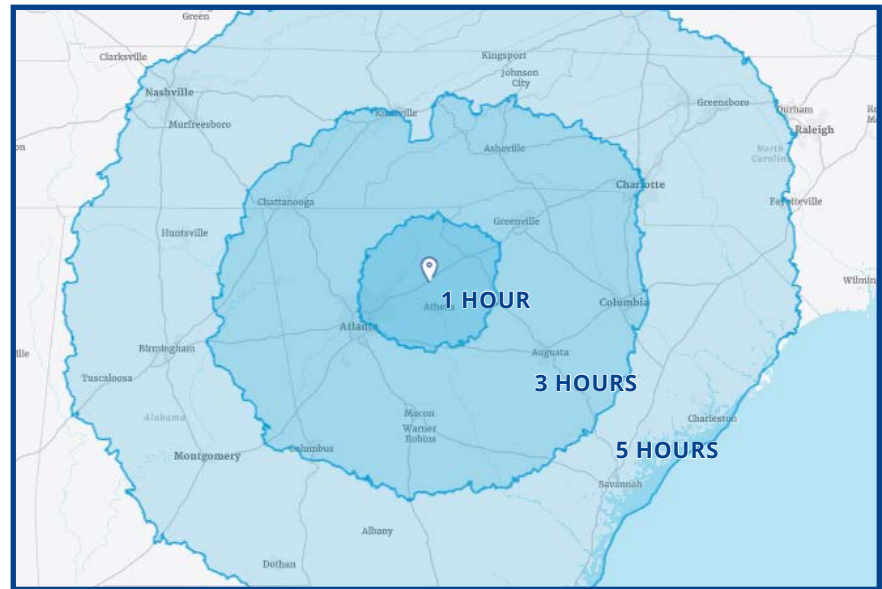 Green
Clarksville
Kingsport
Johnson
City
Nashville
Greensboro
Durham
Murfreesboro
Knoxville
Raleigh
Asheville
North
Carolina
Charlotte
Chattanooga
Fayetteville
Greenville
Huntsville
Wilmin
1 HOUR
Athens
Columbia
Atlanta
lle
Birmingham
Augusta
Tuscaloosa
3 HOURS
Macon
Alabama
Warner
Robins
Charleston
Columbus
5 HOURS
Montgomery
Savannah
Albany
Dothan